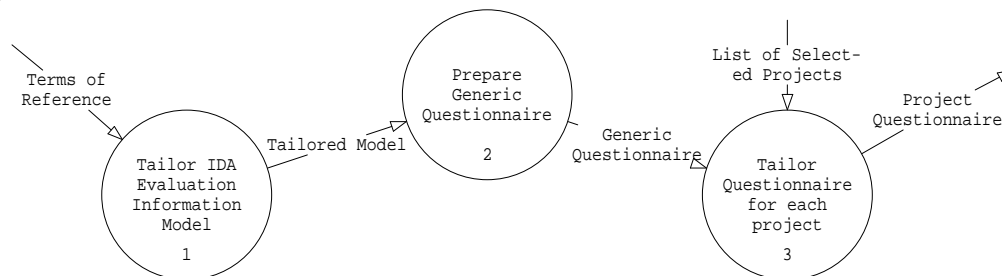 Terms of
Reference
Tailor IDA
Evaluation
Information
Model
1
Tailored Model
Prepare
Generic
Questionnaire
2
Generic
Questionnaire
List of Select-
ed Projects
Tailor
Questionnaire
for each
project
3
Project
Questionnaire